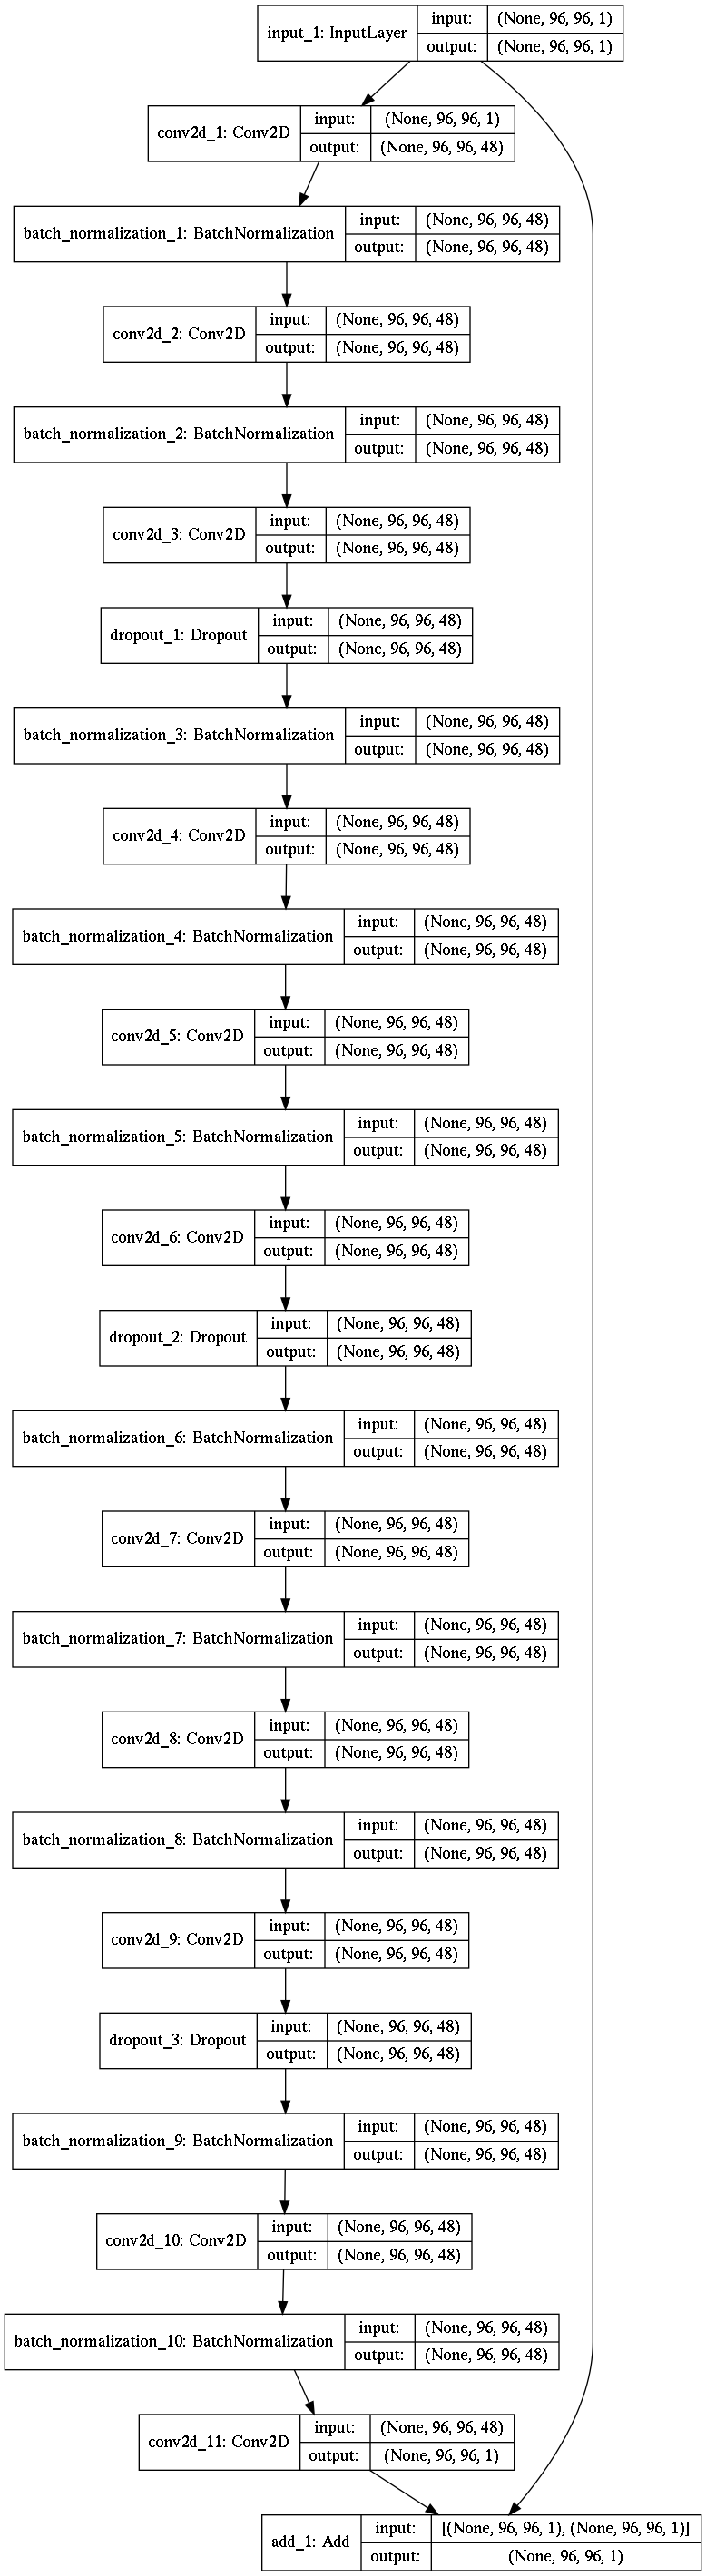 input_1: InputLayer
input: (None, 96, 96, 1)
output: (None, 96, 96, 1)
conv2d_1: Conv2D
input: (None, 96, 96, 1)
output: (None, 96, 96, 48)
batch_normalization_1: BatchNormalization
input: (None, 96, 96, 48)
output: (None, 96, 96, 48)
conv2d_2: Conv2D
input: (None, 96, 96, 48)
output: (None, 96, 96, 48)
batch_normalization_2: BatchNormalization
input: (None, 96, 96, 48)
output: (None, 96, 96, 48)
conv2d_3: Conv2D
input: (None, 96, 96, 48)
output: (None, 96, 96, 48)
dropout_1: Dropout
input: (None, 96, 96, 48)
output: (None, 96, 96, 48)
batch_normalization_3: BatchNormalization
input: (None, 96, 96, 48)
output: (None, 96, 96, 48)
conv2d_4: Conv2D
input: (None, 96, 96, 48)
output: (None, 96, 96, 48)
batch_normalization_4: BatchNormalization
input: (None, 96, 96, 48)
output: (None, 96, 96, 48)
conv2d_5: Conv2D
input: (None, 96, 96, 48)
output: (None, 96, 96, 48)
batch_normalization_5: BatchNormalization
input: (None, 96, 96, 48)
output: (None, 96, 96, 48)
conv2d_6: Conv2D
input: (None, 96, 96, 48)
output: (None, 96, 96, 48)
dropout_2: Dropout
input: (None, 96, 96, 48)
output: (None, 96, 96, 48)
batch_normalization_6: BatchNormalization
input: (None, 96, 96, 48)
output: (None, 96, 96, 48)
conv2d_7: Conv2D
input: (None, 96, 96, 48)
output: (None, 96, 96, 48)
batch_normalization_7: BatchNormalization
input: (None, 96, 96, 48)
output: (None, 96, 96, 48)
conv2d_8: Conv2D
input: (None, 96, 96, 48)
output: (None, 96, 96, 48)
batch_normalization_8: BatchNormalization
input: (None, 96, 96, 48)
output: (None, 96, 96, 48)
conv2d_9: Conv2D
input: (None, 96, 96, 48)
output: (None, 96, 96, 48)
dropout_3: Dropout
input: (None, 96, 96, 48)
output: (None, 96, 96, 48)
batch_normalization_9: BatchNormalization
input: (None, 96, 96, 48)
output: (None, 96, 96, 48)
conv2d_10: Conv2D
input: (None, 96, 96, 48)
output: (None, 96, 96, 48)
batch_normalization_10: BatchNormalization
input: (None, 96, 96, 48)
output: (None, 96, 96, 48)
conv2d_11: Conv2D
input: (None, 96, 96, 48)
output: (None, 96, 96, 1)
add_1: Add
input: [(None, 96, 96, 1), (None, 96, 96, 1)]
output: (None, 96, 96, 1)